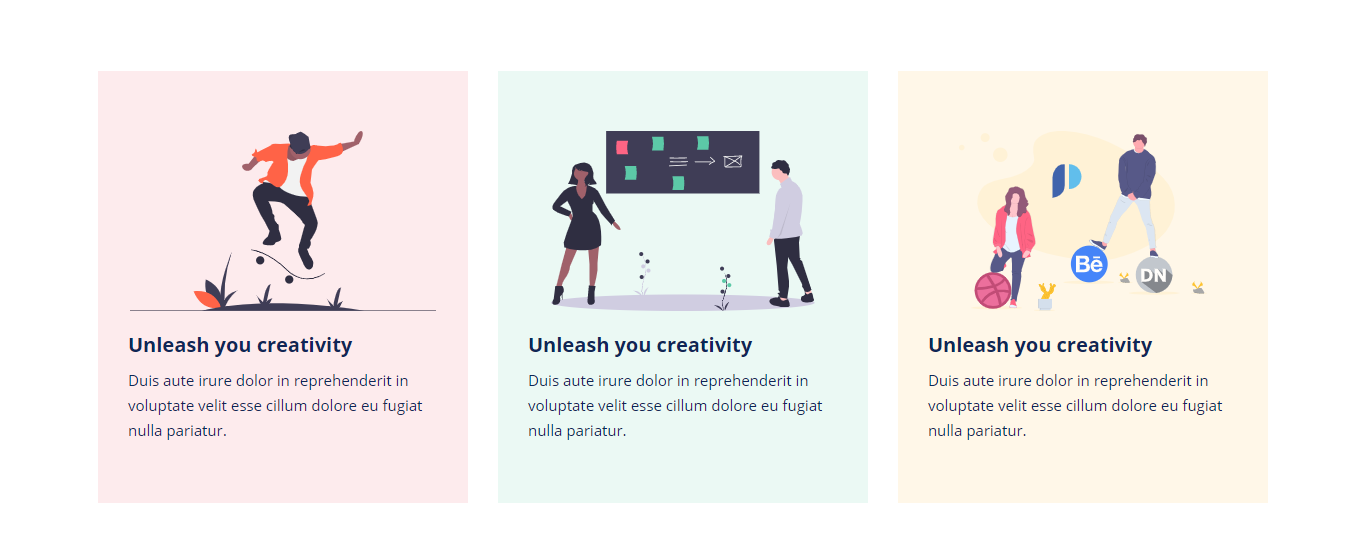 Bē
DN
Unleash you creativity
Duis aute irure dolor in reprehenderit in
voluptate velit esse cillum dolore eu fugiat
nulla pariatur.
Unleash you creativity
Duis aute irure dolor in reprehenderit in
voluptate velit esse cillum dolore eu fugiat
nulla pariatur.
Unleash you creativity
Duis aute irure dolor in reprehenderit in
voluptate velit esse cillum dolore eu fugiat
nulla pariatur.